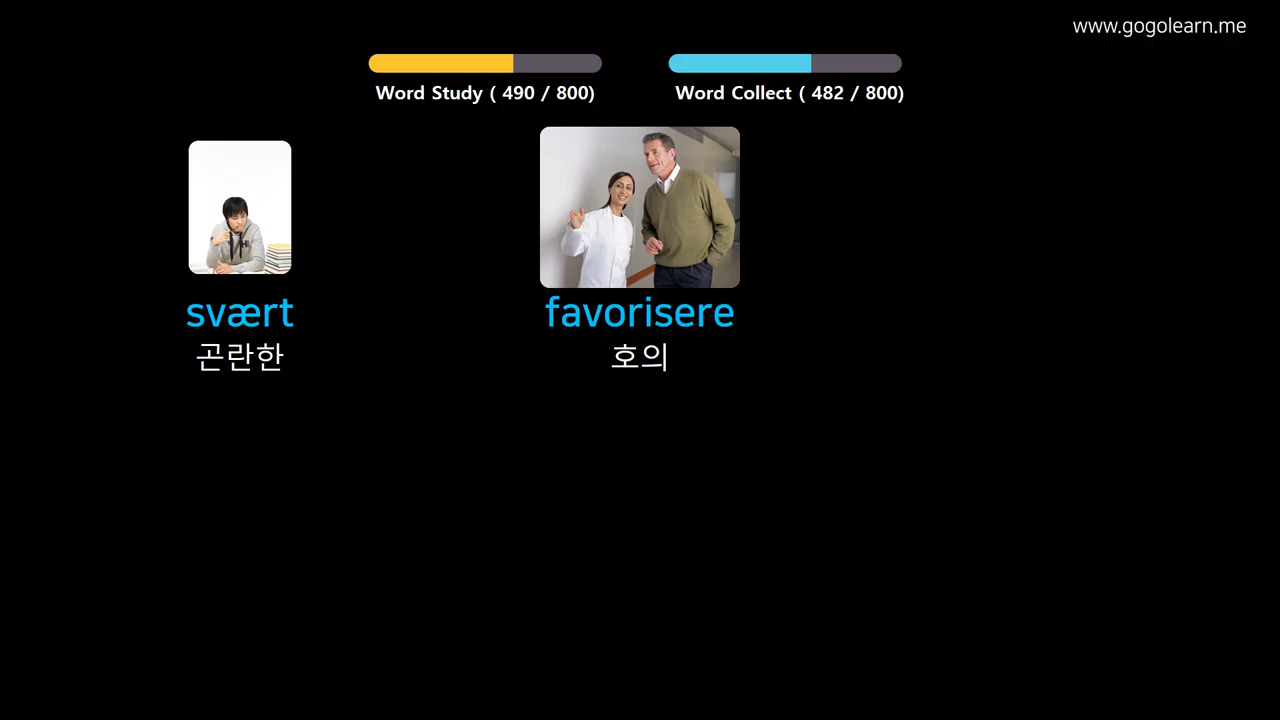 www.gogolearn.me
Word Study ( 490 / 800)
Word Collect ( 482 / 800)
svært
favorisere
곤란한
호의